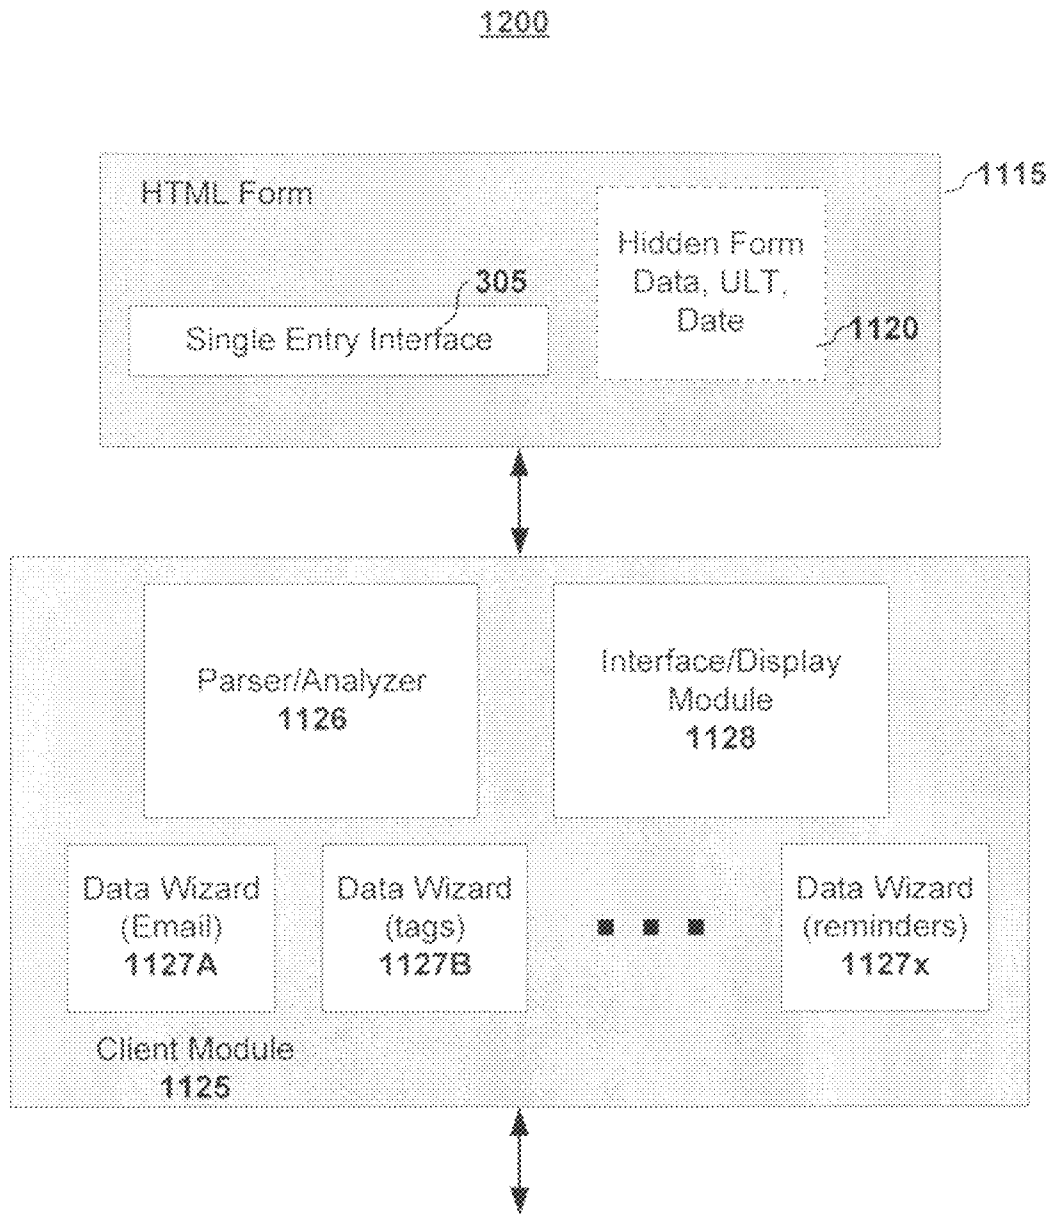 1200
HTML Form
1115
Hidden Form
Data, ULT,
Date
1120
305
Single Entry Interface
Parser/Analyzer
1126
Interface/Display
Module
1128
Data Wizard
(Email)
1127A
Data Wizard
(tags)
1127B
Data Wizard
(reminders)
1127x
Client Module
1125